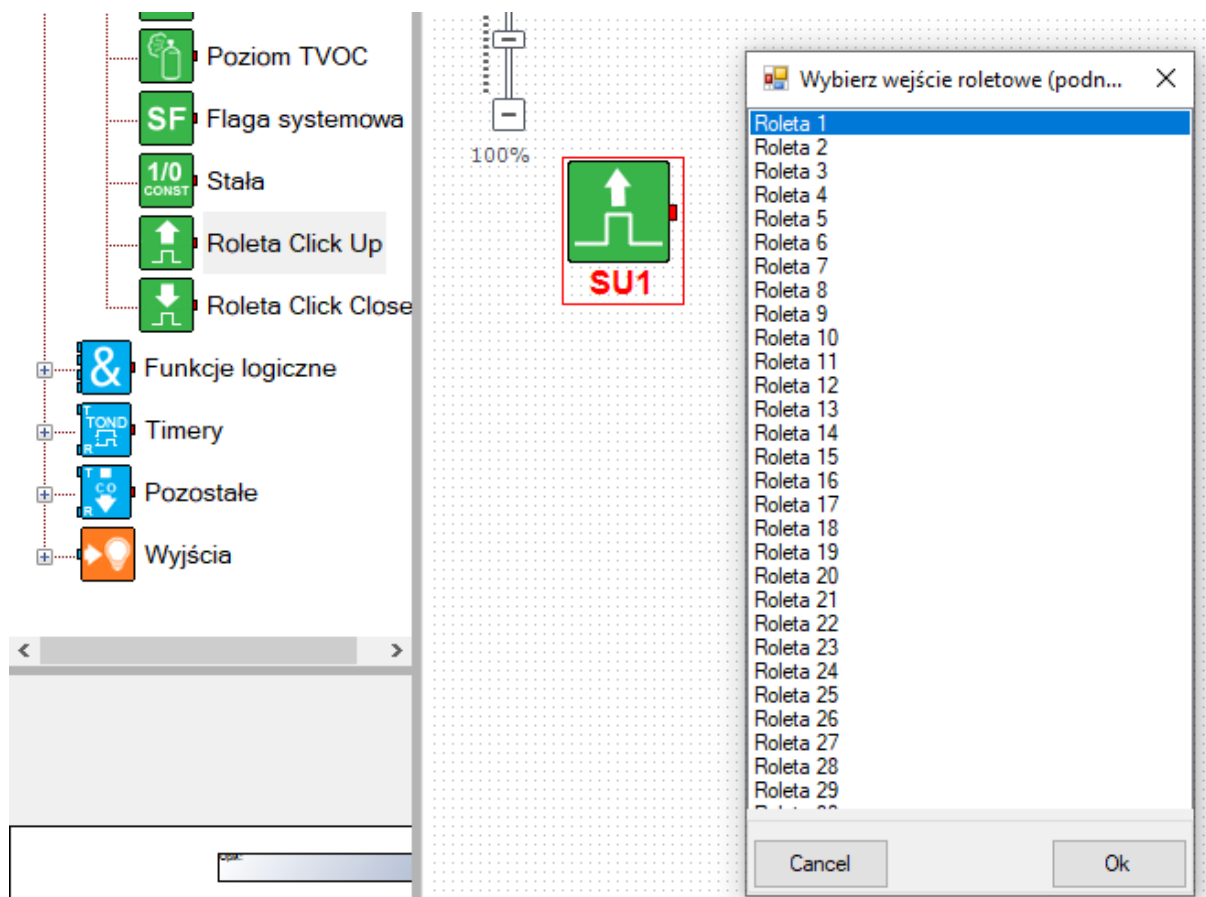 Poziom TVOC
SF Flaga systemowa
1/0
CONST
Stała
Roleta Click Up
Roleta Click Close
& Funkcje logiczne
T
TOND
R
Timery
T
CO
R
Pozostałe
Wyjścia
100%
SU1
Wybierz wejście roletowe (podn...
Roleta 1
Roleta 2
Roleta 3
Roleta 4
Roleta 5
Roleta 6
Roleta 7
Roleta 8
Roleta 9
Roleta 10
Roleta 11
Roleta 12
Roleta 13
Roleta 14
Roleta 15
Roleta 16
Roleta 17
Roleta 18
Roleta 19
Roleta 20
Roleta 21
Roleta 22
Roleta 23
Roleta 24
Roleta 25
Roleta 26
Roleta 27
Roleta 28
Roleta 29
Cancel
Ok